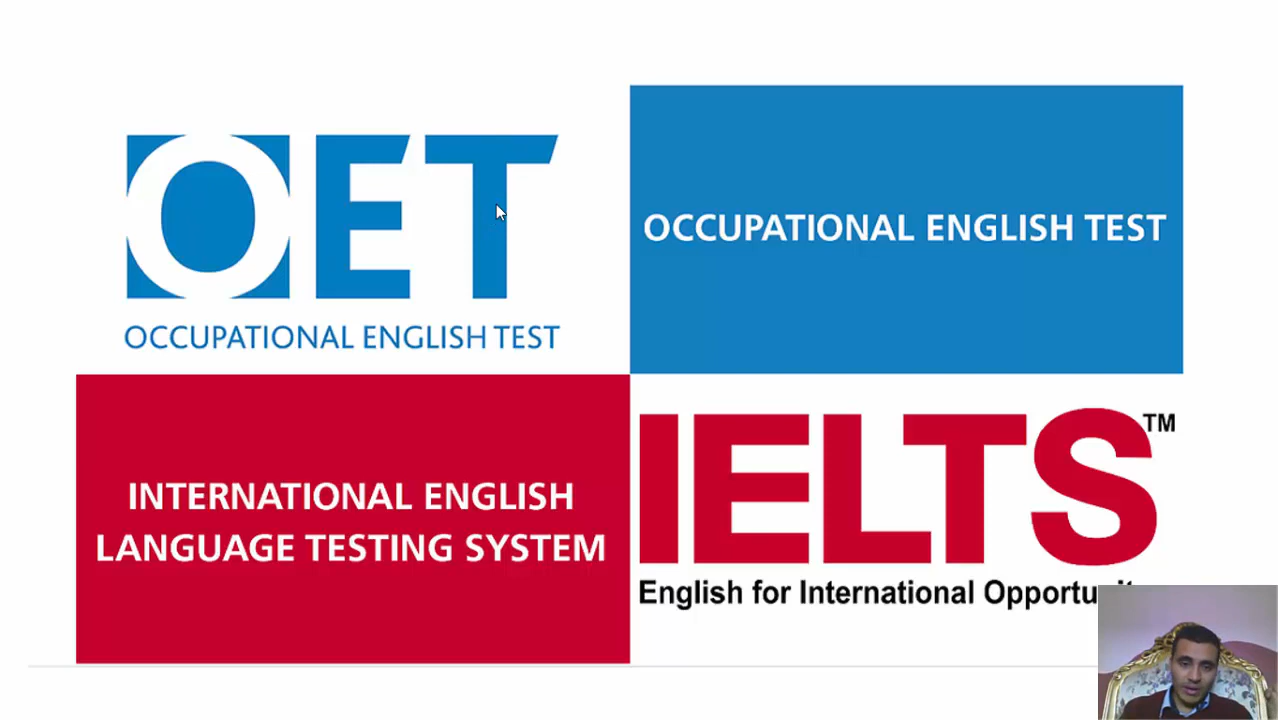 OET
OCCUPATIONAL ENGLISH TEST
OCCUPATIONAL ENGLISH TEST
INTERNATIONAL ENGLISH
LANGUAGE TESTING SYSTEM
IELTS™
English for International